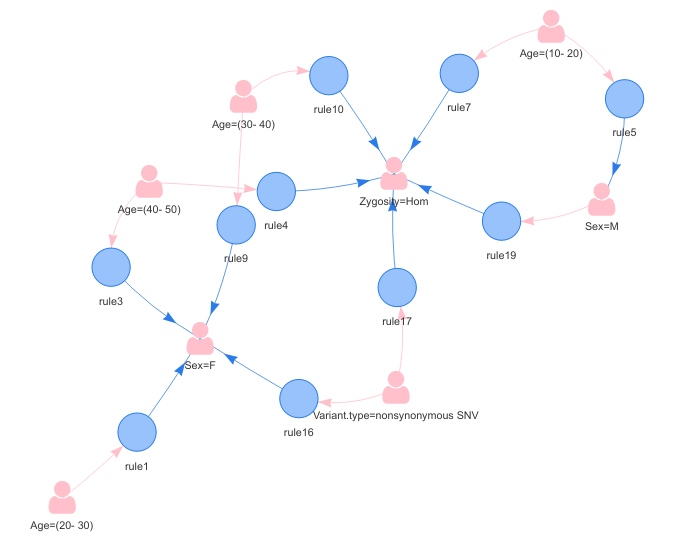 Age=(10- 20)
rule10
rule7
Age=(30- 40)
rule5
Zygosity=Hom
Age=(40- 50)
rule4
Sex=M
rule9
rule19
rule3
rule17
Sex=F
Variant.type=nonsynonymous SNV
rule16
rule1
Age=(20- 30)